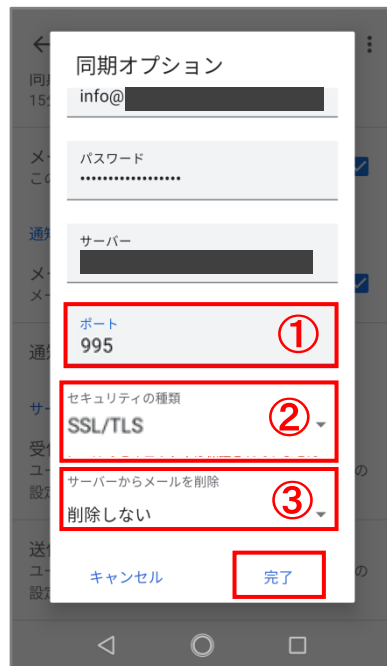 同期オプション
info@
パスワード
••••••••••••••••••
サーバー
ポート
995
①
セキュリティの種類
SSL/TLS
②
サーバーからメールを削除
削除しない
③
キャンセル
完了